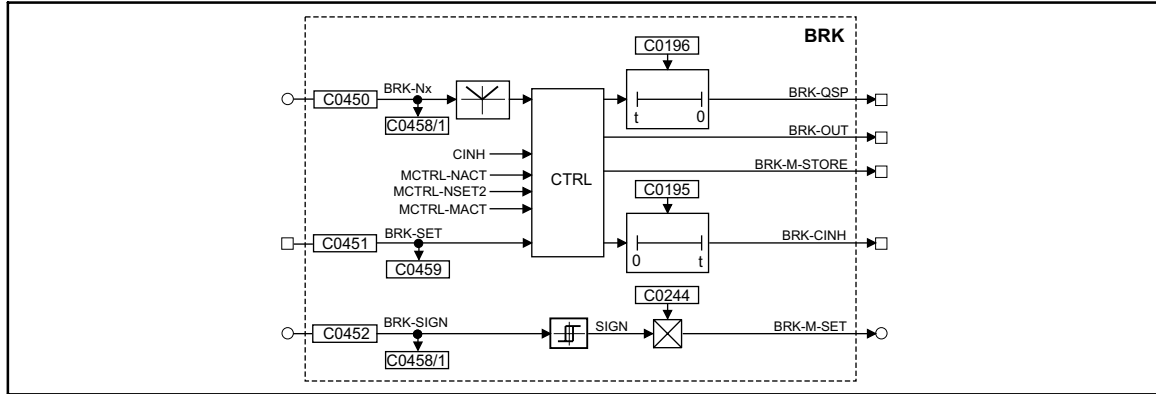 BRK
C0196
C0450
BRK-Nx
C0458/1
t 0
BRK-QSP
BRK-OUT
CINH
MCTRL-NACT
MCTRL-NSET2
MCTRL-MACT
CTRL
BRK-M-STORE
C0195
C0451
BRK-SET
C0459
0 t
BRK-CINH
C0244
C0452
BRK-SIGN
C0458/1
SIGN
BRK-M-SET